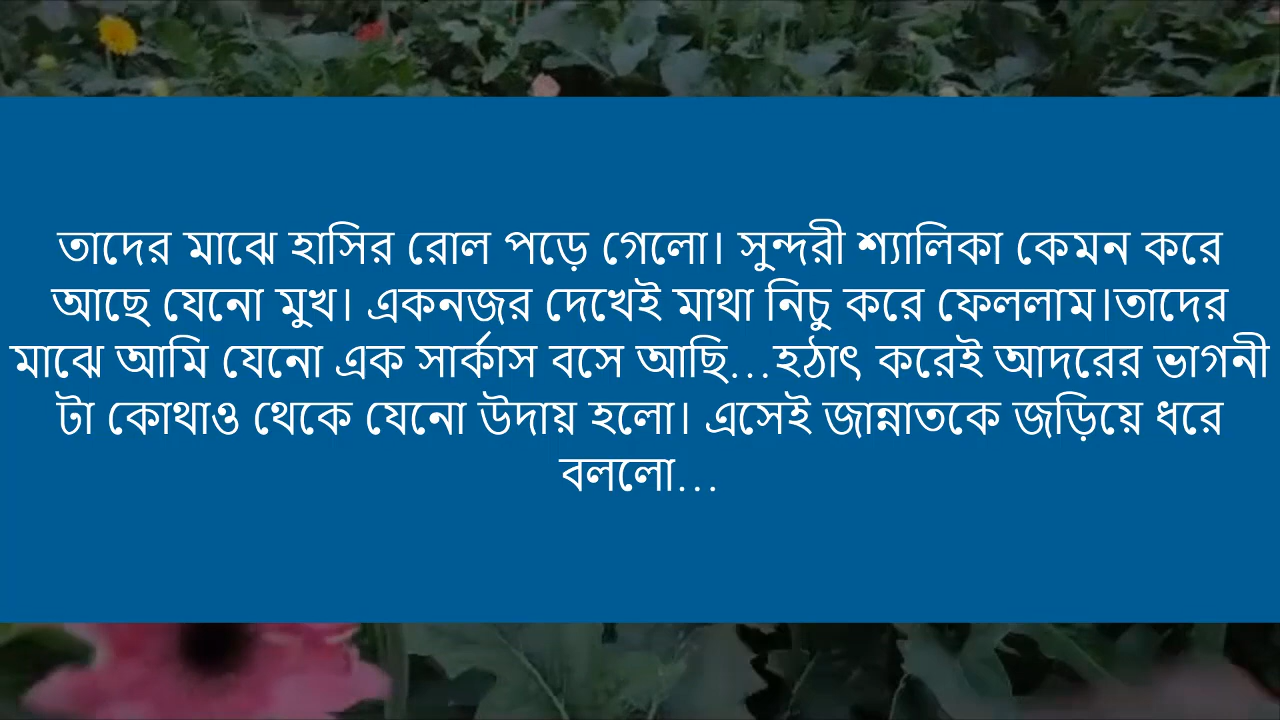 তাদের মাঝে হাসির রোল পড়ে গেলো। সুন্দরী শ্যালিকা কেমন করে
আছে যেনো মুখ। একনজর দেখেই মাথা নিচু করে ফেললাম।তাদের
মাঝে আমি যেনো এক সার্কাস বসে আছি...হঠাৎ করেই আদরের ভাগনী
টা কোথাও থেকে যেনো উদায় হলো। এসেই জান্নাতকে জড়িয়ে ধরে
বললো...